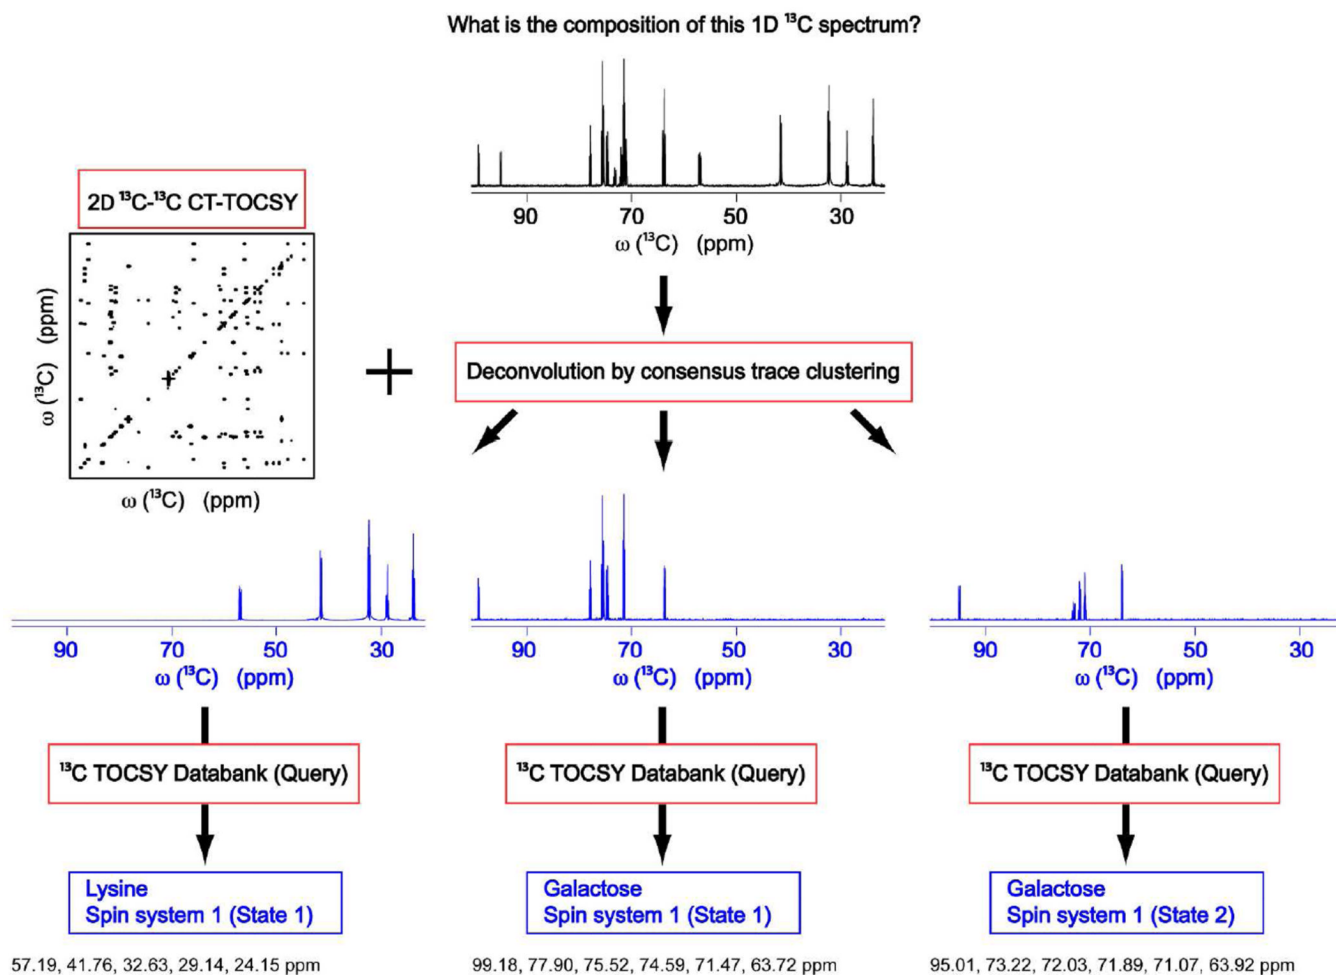 What is the composition of this 1D ¹³C spectrum?
90 70 50 30
ω (¹³C) (ppm)
2D ¹³C-¹³C CT-TOCSY
ω (¹³C) (ppm)
ω (¹³C) (ppm)
+
Deconvolution by consensus trace clustering
90 70 50 30
ω (¹³C) (ppm)
90 70 50 30
ω (¹³C) (ppm)
90 70 50 30
ω (¹³C) (ppm)
¹³C TOCSY Databank (Query)
¹³C TOCSY Databank (Query)
¹³C TOCSY Databank (Query)
Lysine
Spin system 1 (State 1)
Galactose
Spin system 1 (State 1)
Galactose
Spin system 1 (State 2)
57.19, 41.76, 32.63, 29.14, 24.15 ppm
99.18, 77.90, 75.52, 74.59, 71.47, 63.72 ppm
95.01, 73.22, 72.03, 71.89, 71.07, 63.92 ppm